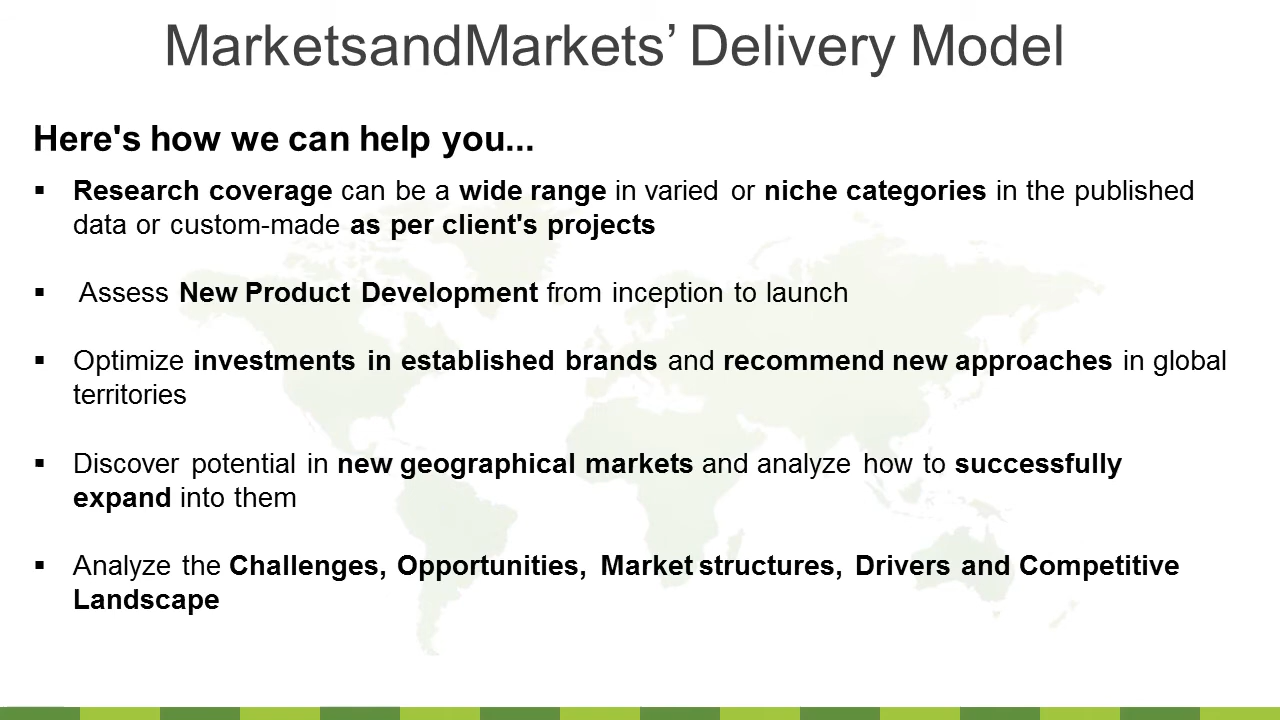 MarketsandMarkets’ Delivery Model
Here's how we can help you...
▪ Research coverage can be a wide range in varied or niche categories in the published
data or custom-made as per client's projects
▪ Assess New Product Development from inception to launch
▪ Optimize investments in established brands and recommend new approaches in global
territories
▪ Discover potential in new geographical markets and analyze how to successfully
expand into them
▪ Analyze the Challenges, Opportunities, Market structures, Drivers and Competitive
Landscape